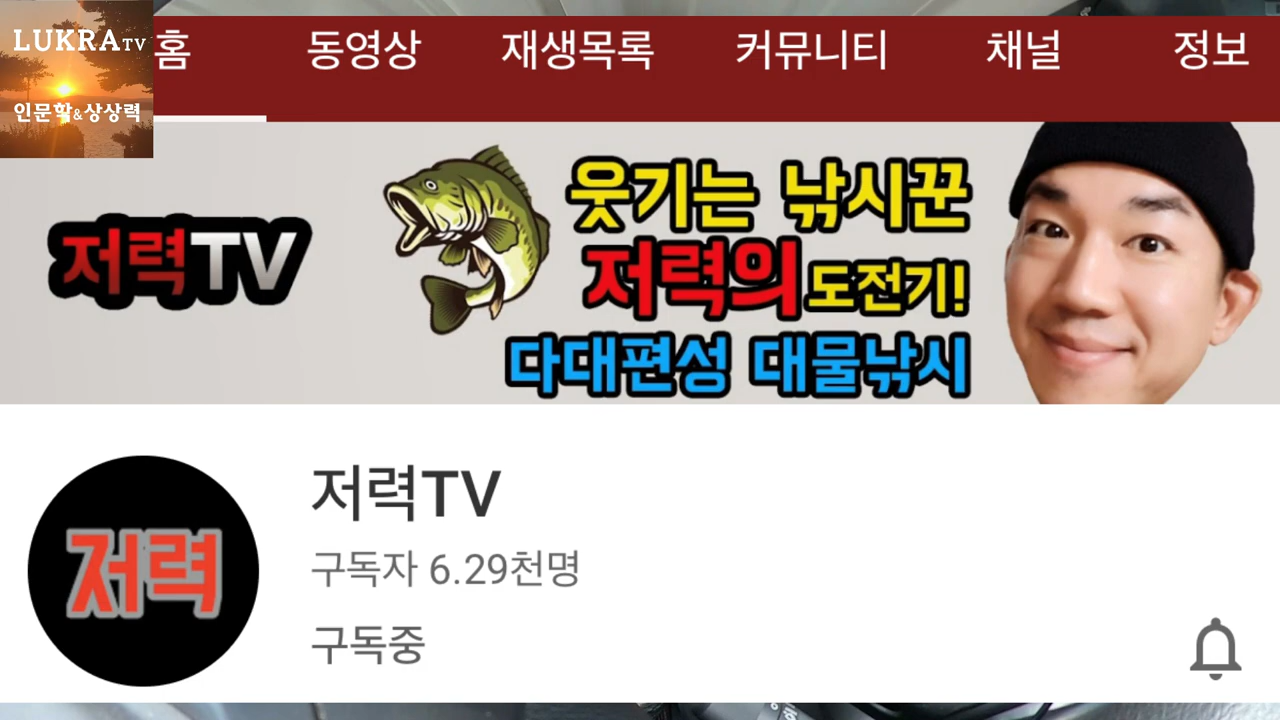 LUKRA TV
인문학&상상력
홈 동영상 재생목록 커뮤니티 채널 정보
저력TV
웃기는 낚시꾼
저력의 도전기!
다대편성 대물낚시
저력
저력TV
구독자 6.29천명
구독중